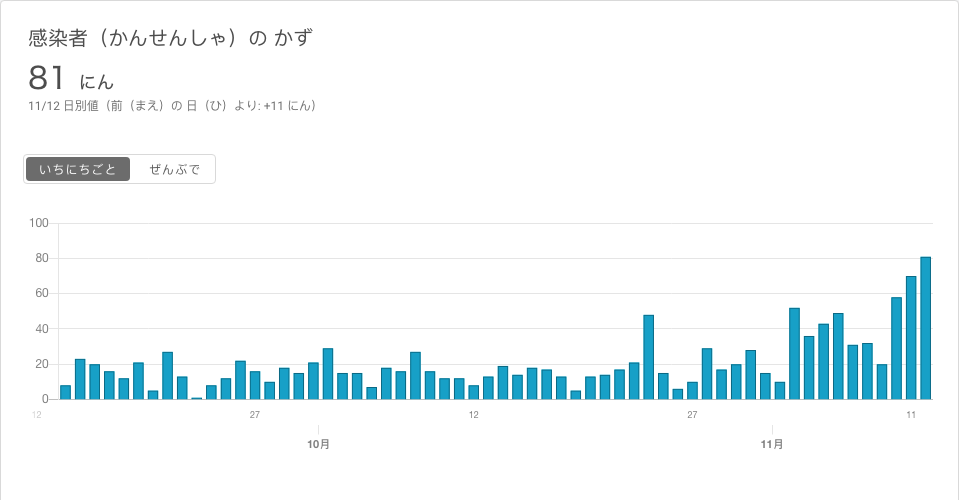 感染者（かんせんしゃ）の かず
81 にん
11/12 日別値（前（まえ）の 日（ひ）より: +11 にん）
いちにちごと ぜんぶで
100
80
60
40
20
0
12 27 12 27 11
10月 11月